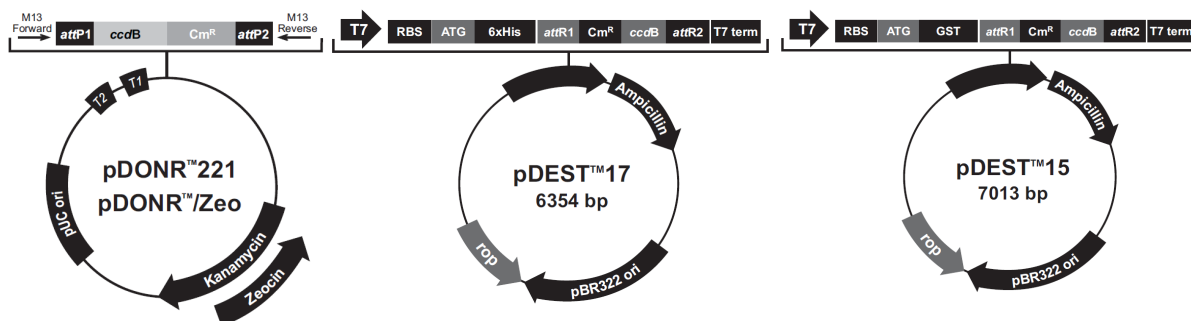 M13
Forward
attP1 ccdB CmR attP2
M13
Reverse
T1
T2
pUC ori
pDONR™221
pDONR™/Zeo
Kanamycin
Zeocin
T7
RBS ATG 6xHis attR1 CmR ccdB attR2 T7 term
Ampicillin
pDEST™17
6354 bp
rop
pBR322 ori
T7
RBS ATG GST attR1 CmR ccdB attR2 T7 term
Ampicillin
pDEST™15
7013 bp
rop
pBR322 ori